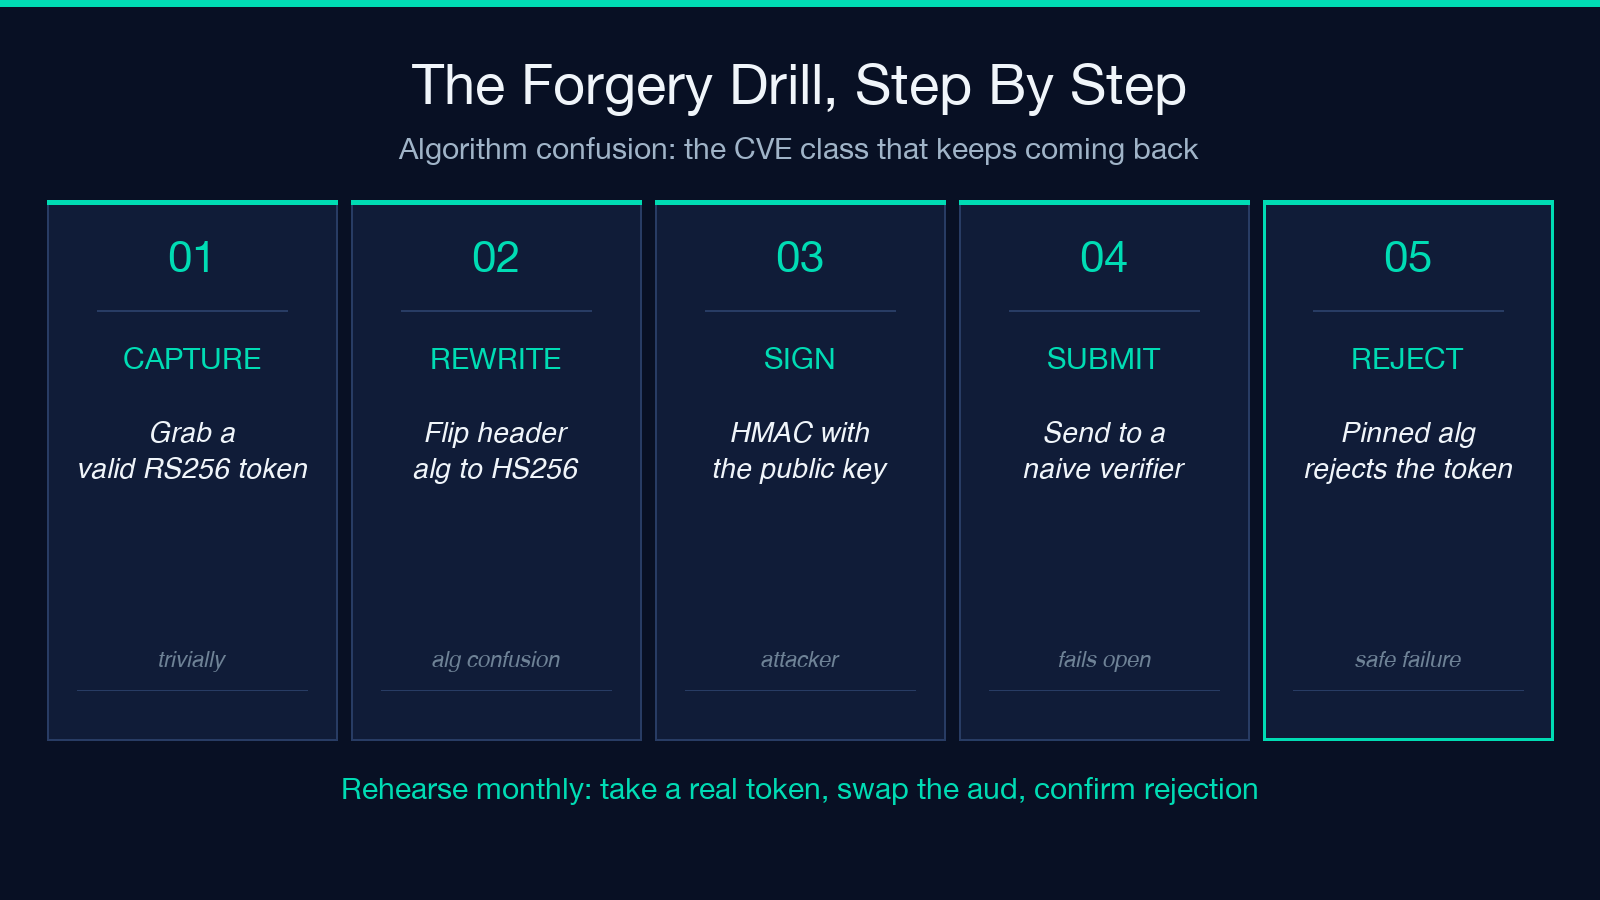 The Forgery Drill, Step By Step
Algorithm confusion: the CVE class that keeps coming back
01
CAPTURE
Grab a
valid RS256 token
trivially
02
REWRITE
Flip header
alg to HS256
alg confusion
03
SIGN
HMAC with
the public key
attacker
04
SUBMIT
Send to a
naive verifier
fails open
05
REJECT
Pinned alg
rejects the token
safe failure
Rehearse monthly: take a real token, swap the aud, confirm rejection